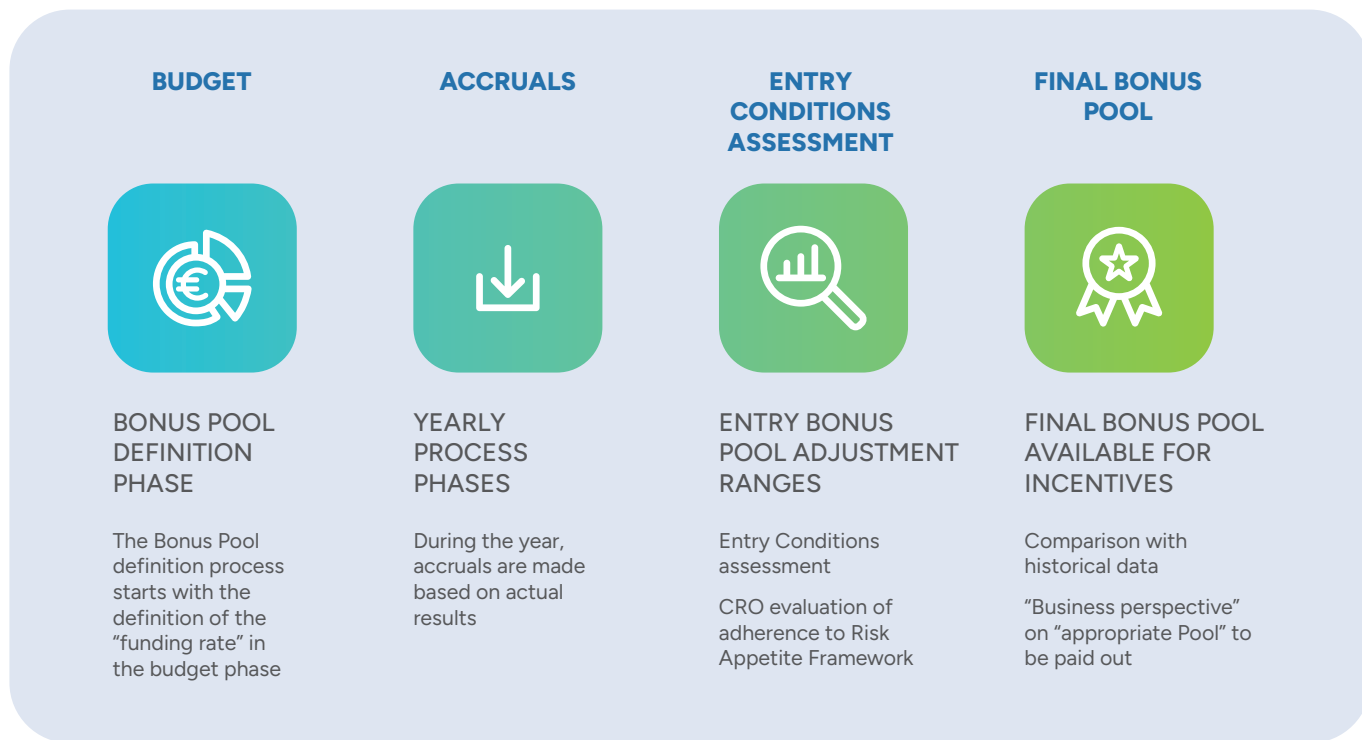 BUDGET
ACCRUALS
ENTRY
CONDITIONS
ASSESSMENT
FINAL BONUS
POOL
€
BONUS POOL
DEFINITION
PHASE
The Bonus Pool
definition process
starts with the
definition of the
“funding rate” in
the budget phase
YEARLY
PROCESS
PHASES
During the year,
accruals are made
based on actual
results
ENTRY BONUS
POOL ADJUSTMENT
RANGES
Entry Conditions
assessment
CRO evaluation of
adherence to Risk
Appetite Framework
FINAL BONUS POOL
AVAILABLE FOR
INCENTIVES
Comparison with
historical data
“Business perspective”
on “appropriate Pool” to
be paid out